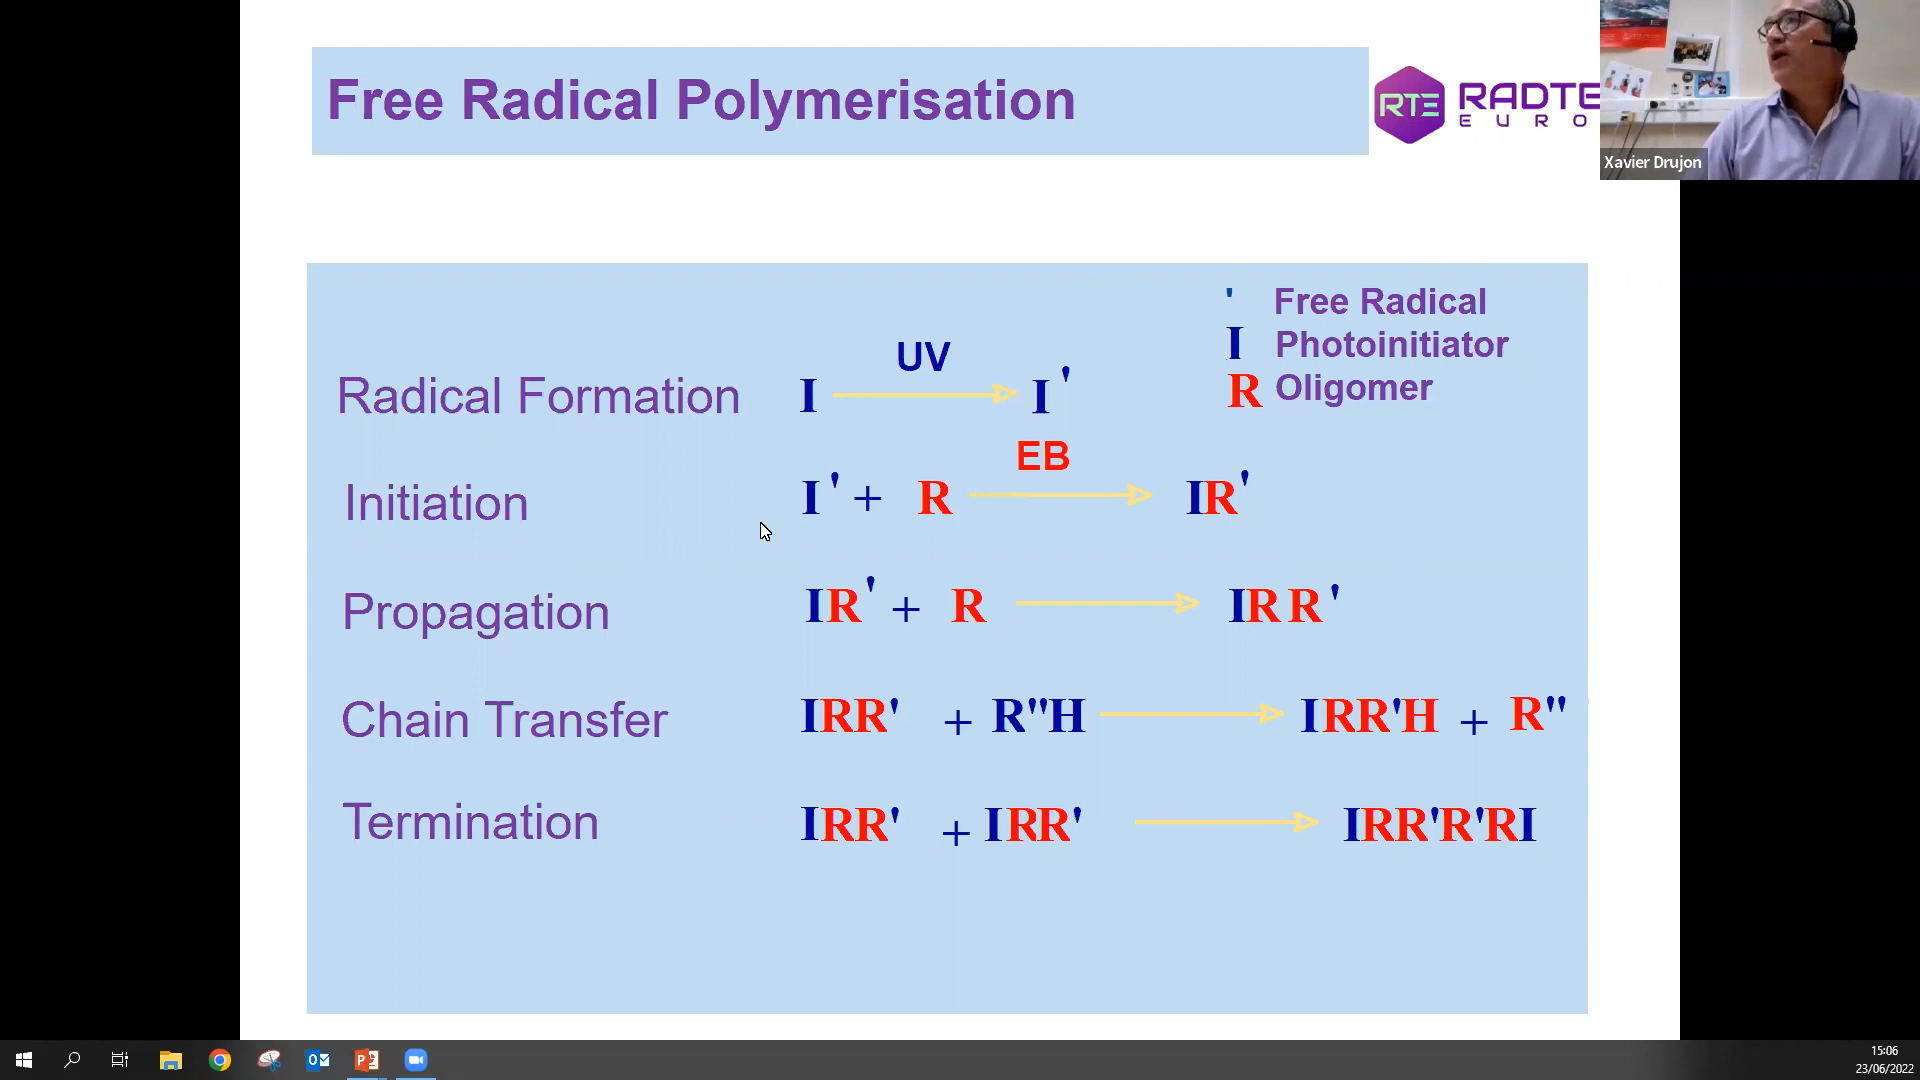 Free Radical Polymerisation
RTE RADTE
EURO
Xavier Drujon
' Free Radical
I Photoinitiator
R Oligomer
UV
Radical Formation I I'
EB
Initiation I' + R IR'
Propagation IR' + R IRR'
Chain Transfer IRR' + R"H IRR'H + R"
Termination IRR' + IRR' IRR'R'RI
15:06
23/06/2022